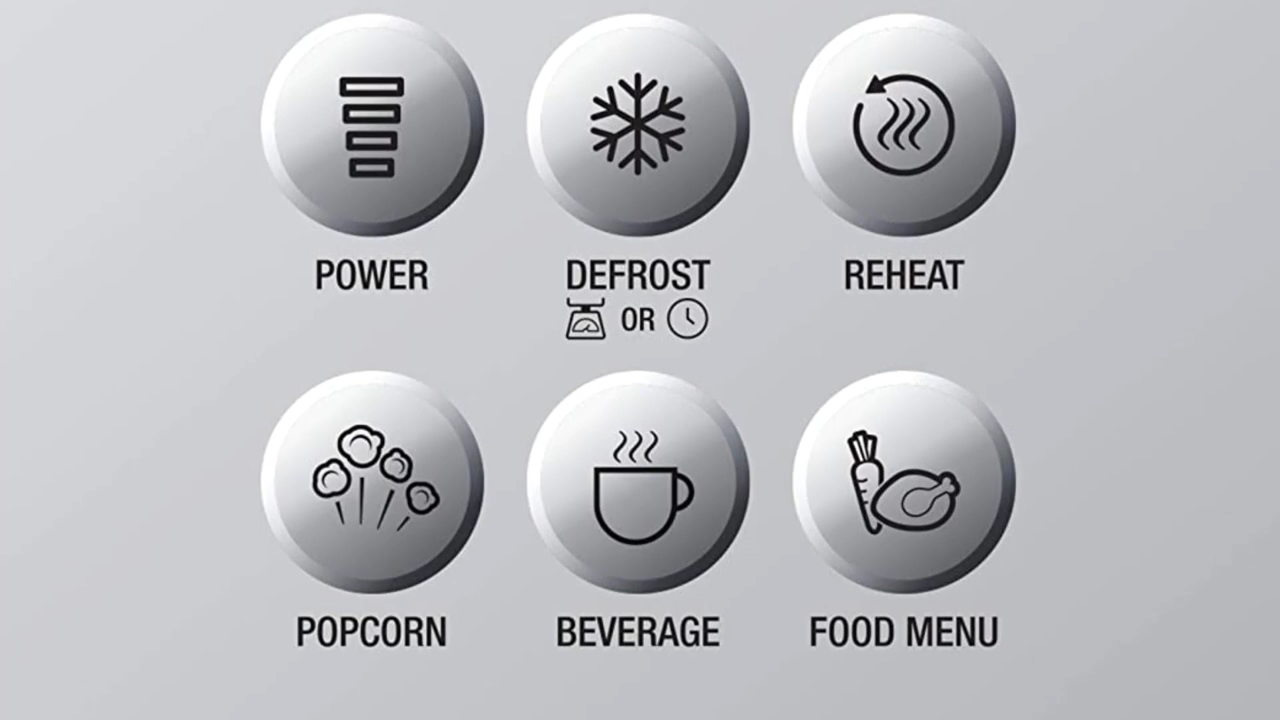 POWER
DEFROST
OR
REHEAT
POPCORN
BEVERAGE
FOOD MENU